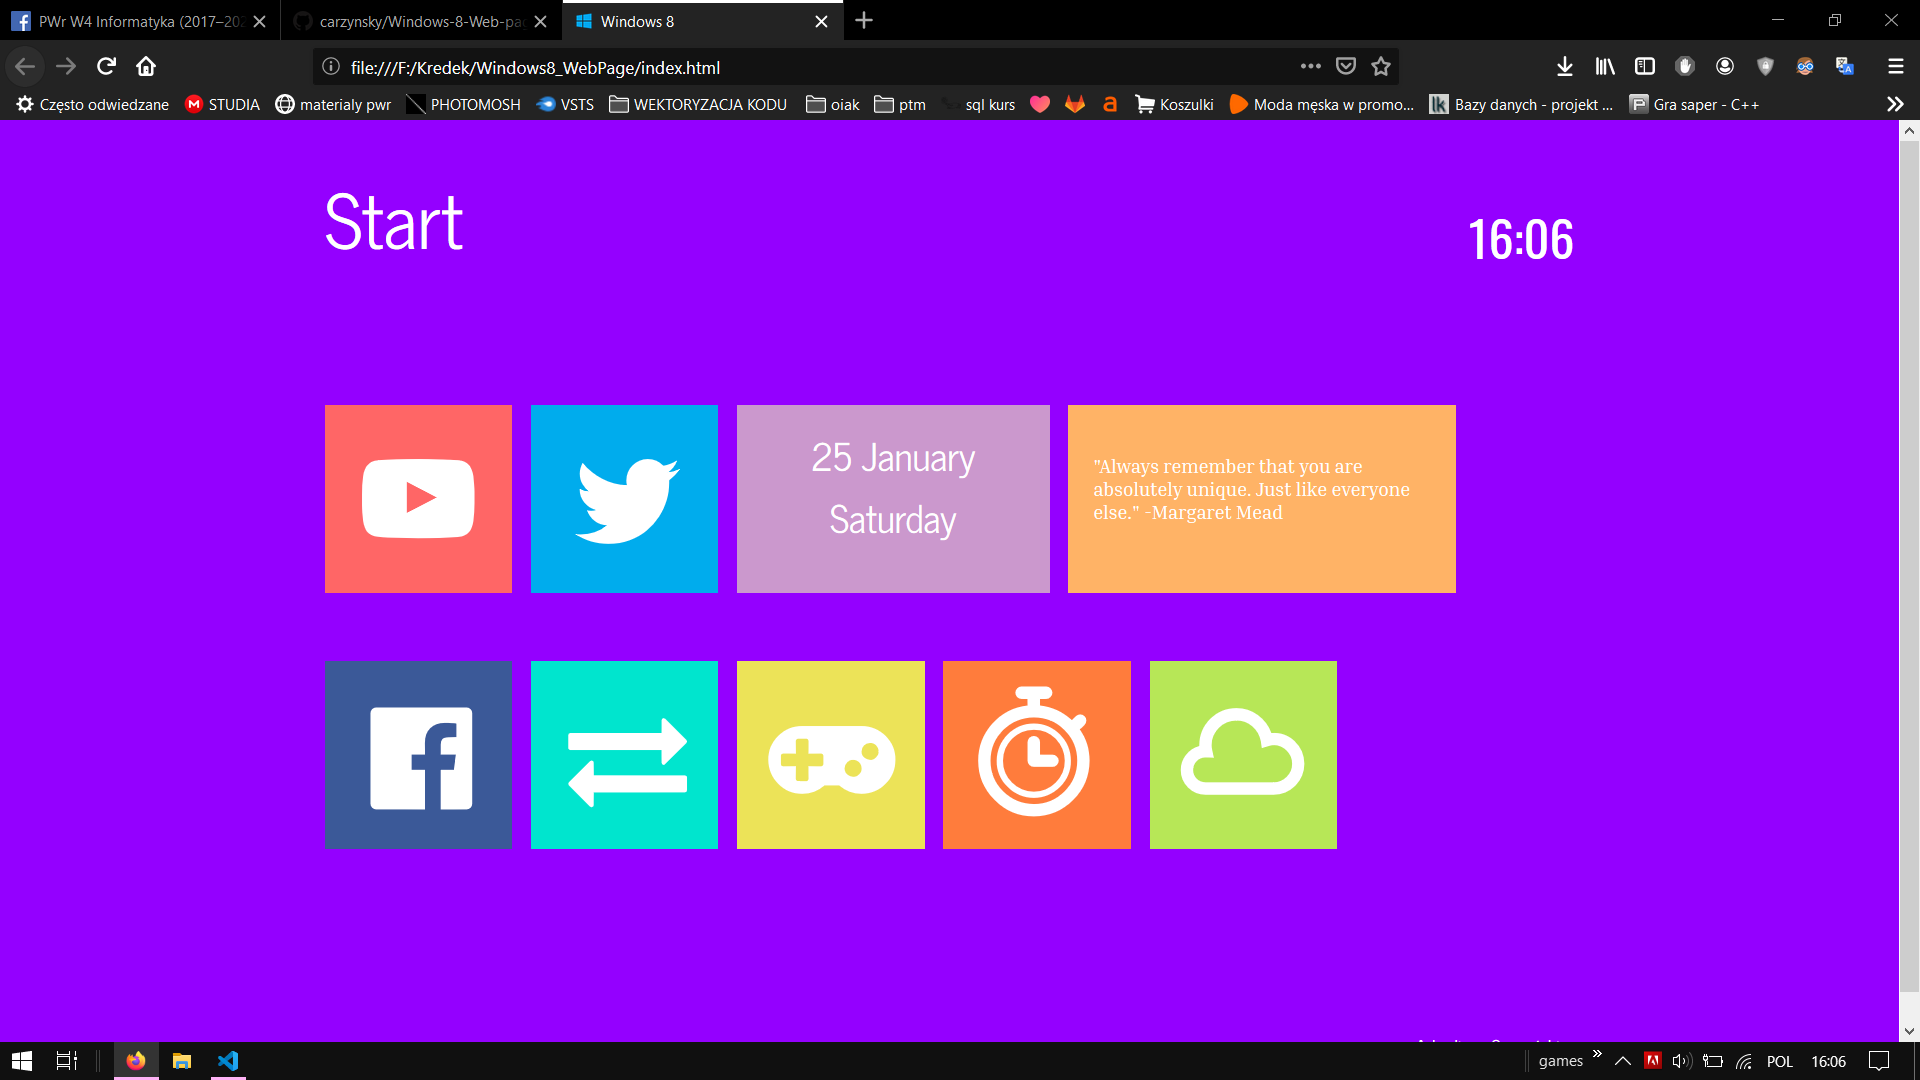 PWr W4 Informatyka (2017–202
carzynsky/Windows-8-Web-pag
Windows 8
file:///F:/Kredek/Windows8_WebPage/index.html
Często odwiedzane
STUDIA
materialy pwr
PHOTOMOSH
VSTS
WEKTORYZACJA KODU
oiak
ptm
sql kurs
Koszulki
Moda męska w promo...
Bazy danych - projekt ...
Gra saper - C++
Start
16:06
25 January
Saturday
"Always remember that you are
absolutely unique. Just like everyone
else." -Margaret Mead
games
POL
16:06